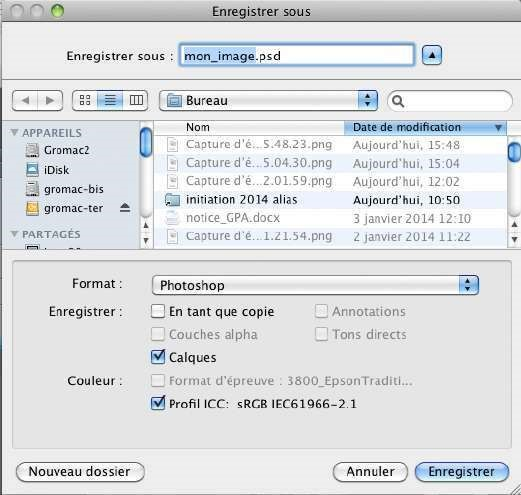 Enregistrer sous
Enregistrer sous : mon_image.psd
Bureau
Nom Date de modification
APPAREILS
Gromac2
iDisk
gromac-bis
gromac-ter
PARTAGÉS
Capture d'é...5.48.23.png Aujourd'hui, 15:48
Capture d'é...5.04.30.png Aujourd'hui, 15:04
Capture d'é...2.01.59.png Aujourd'hui, 12:02
initiation 2014 alias Aujourd'hui, 10:50
notice_GPA.docx 3 janvier 2014 12:10
Capture d'é...1.21.54.png 2 janvier 2014 11:22
Format : Photoshop
Enregistrer : En tant que copie Annotations
Couches alpha Tons directs
Calques
Couleur : Format d'épreuve : 3800_EpsonTraditi...
Profil ICC: sRGB IEC61966-2.1
Nouveau dossier Annuler Enregistrer